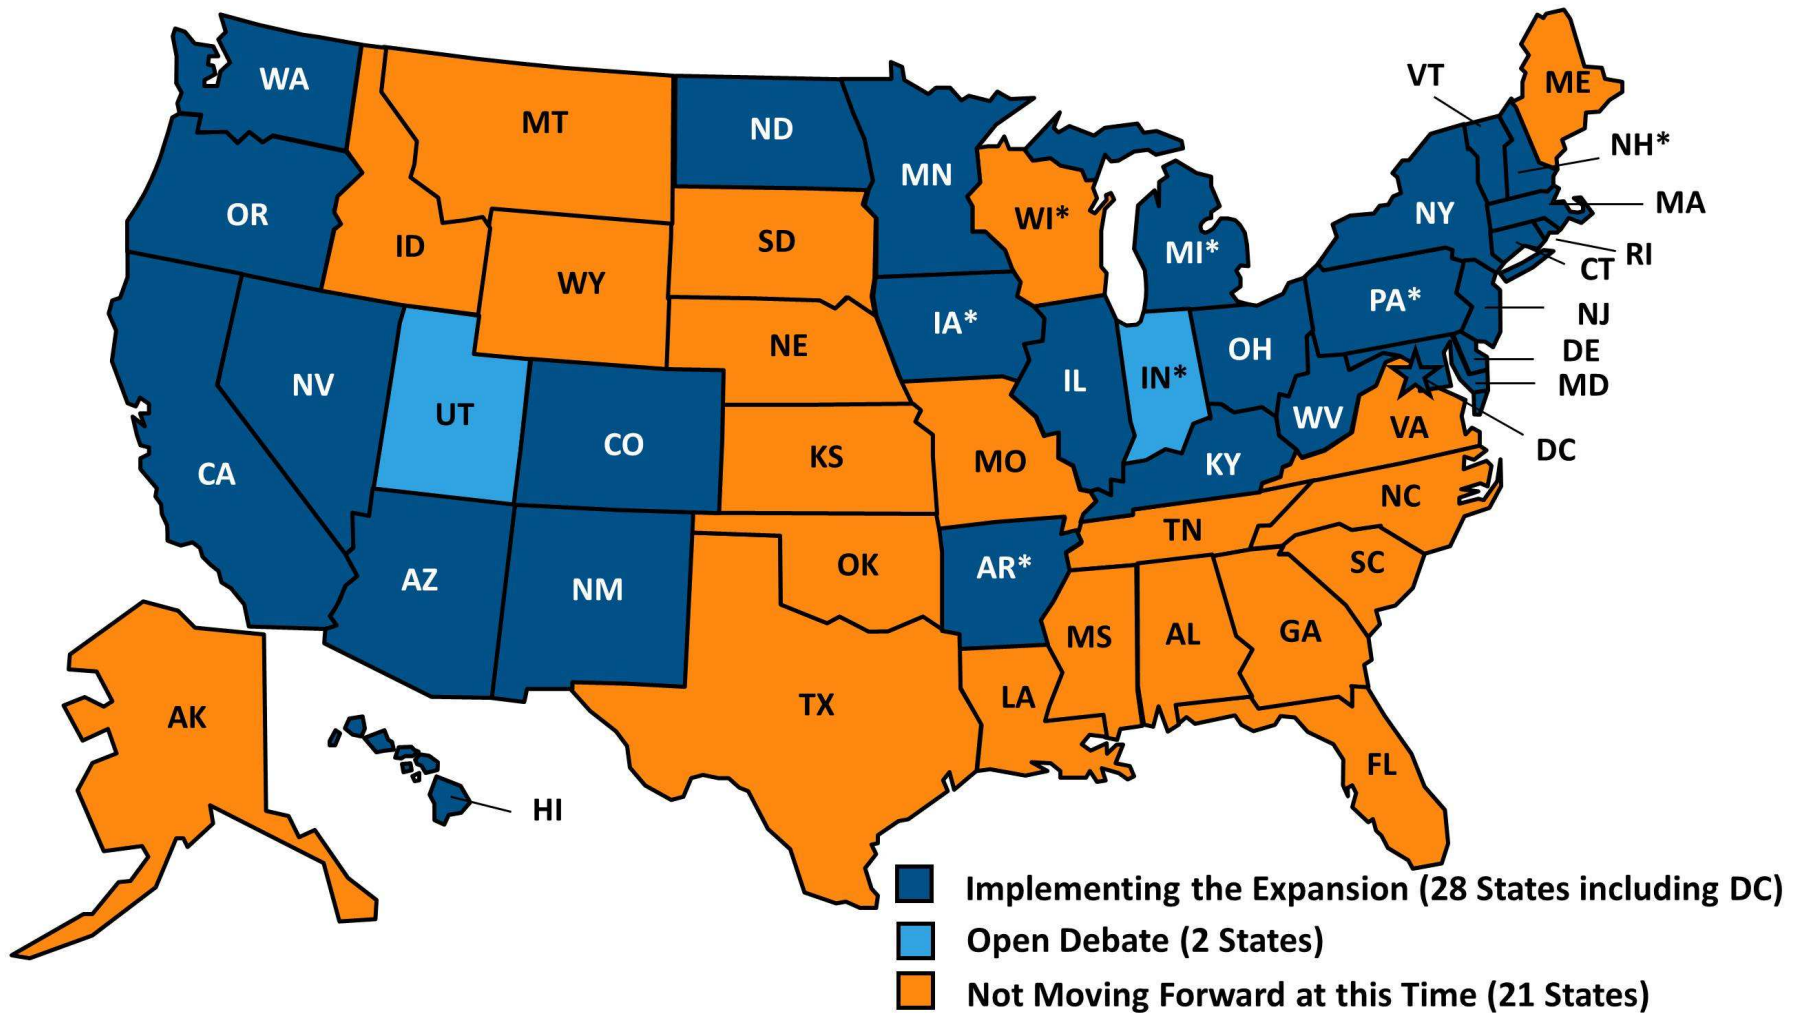 WA
MT
ND
MN
VT
ME
NH*
OR
ID
SD
WI*
MI*
NY
MA
WY
RI
CT
IA*
NE
PA*
NJ
NV
UT
CO
IL
IN*
OH
DE
MD
CA
KS
MO
KY
WV
VA
DC
AZ
NM
OK
AR*
TN
NC
SC
MS
AL
GA
TX
LA
FL
AK
HI
Implementing the Expansion (28 States including DC)
Open Debate (2 States)
Not Moving Forward at this Time (21 States)